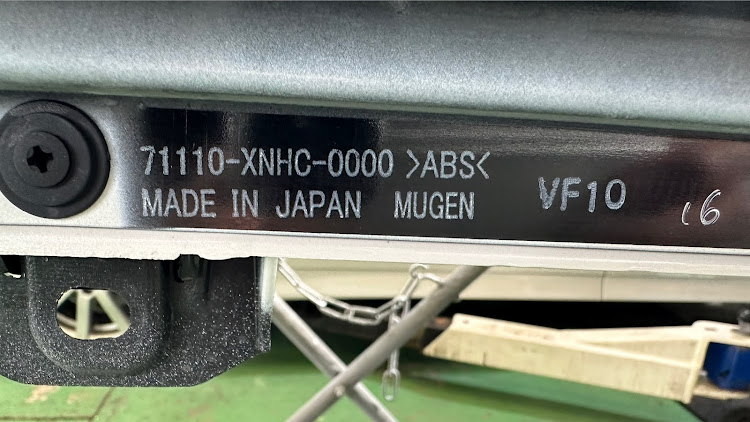 71110-XNHC-0000 >ABS<
MADE IN JAPAN MUGEN
VF10
16